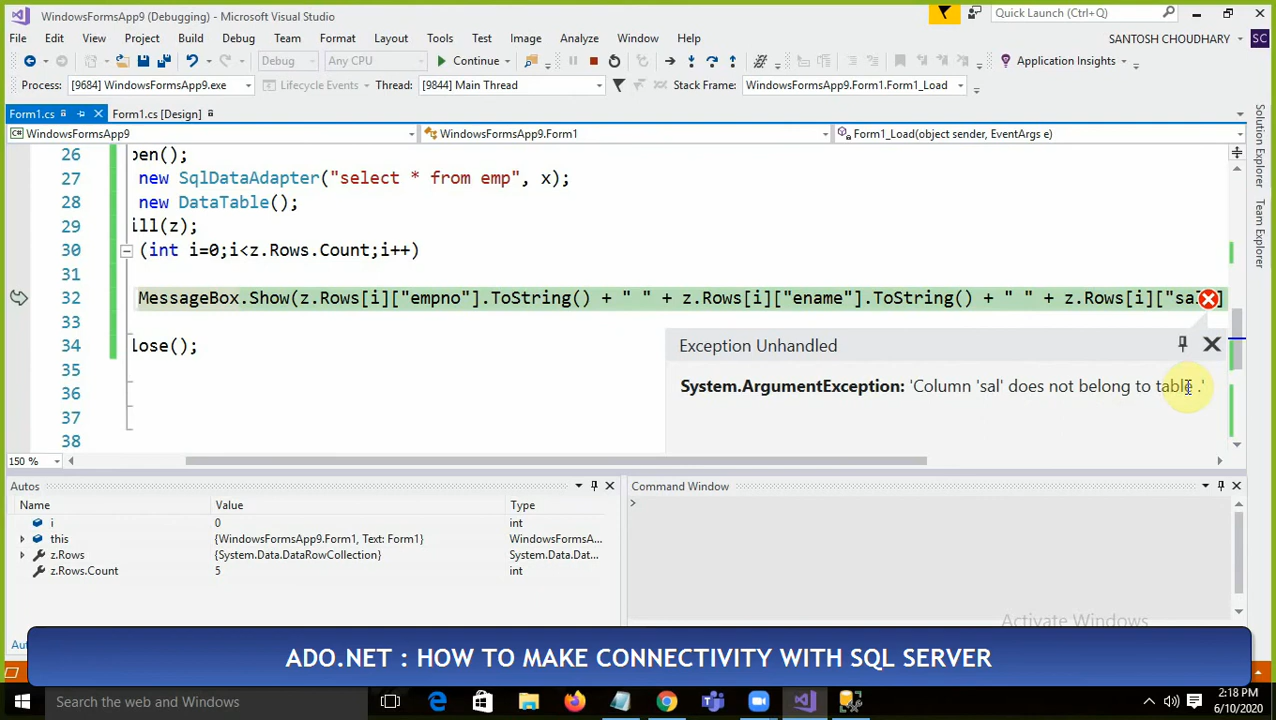 WindowsFormsApp9 (Debugging) - Microsoft Visual Studio
Quick Launch (Ctrl+Q)
File Edit View Project Build Debug Team Format Layout Tools Test Image Analyze Window Help
SANTOSH CHOUDHARY SC
Debug Any CPU Continue Application Insights
Process: [9684] WindowsFormsApp9.exe Lifecycle Events Thread: [9844] Main Thread Stack Frame: WindowsFormsApp9.Form1.Form1_Load
Form1.cs Form1.cs [Design]
WindowsFormsApp9 WindowsFormsApp9.Form1 Form1_Load(object sender, EventArgs e)
26 pen();
27 new SqlDataAdapter("select * from emp", x);
28 new DataTable();
29 ill(z);
30 (int i=0;i<z.Rows.Count;i++)
31
32 MessageBox.Show(z.Rows[i]["empno"].ToString() + " " + z.Rows[i]["ename"].ToString() + " " + z.Rows[i]["sal"]
33
34 lose();
35
36
37
38
Exception Unhandled
System.ArgumentException: 'Column 'sal' does not belong to table .'
150 %
Solution Explorer
Team Explorer
Autos
Name Value Type
i 0 int
this {WindowsFormsApp9.Form1, Text: Form1} WindowsFormsA...
z.Rows {System.Data.DataRowCollection} System.Data.Dat...
z.Rows.Count 5 int
Command Window
>
Activate Windows
ADO.NET : HOW TO MAKE CONNECTIVITY WITH SQL SERVER
Search the web and Windows
2:18 PM
6/10/2020